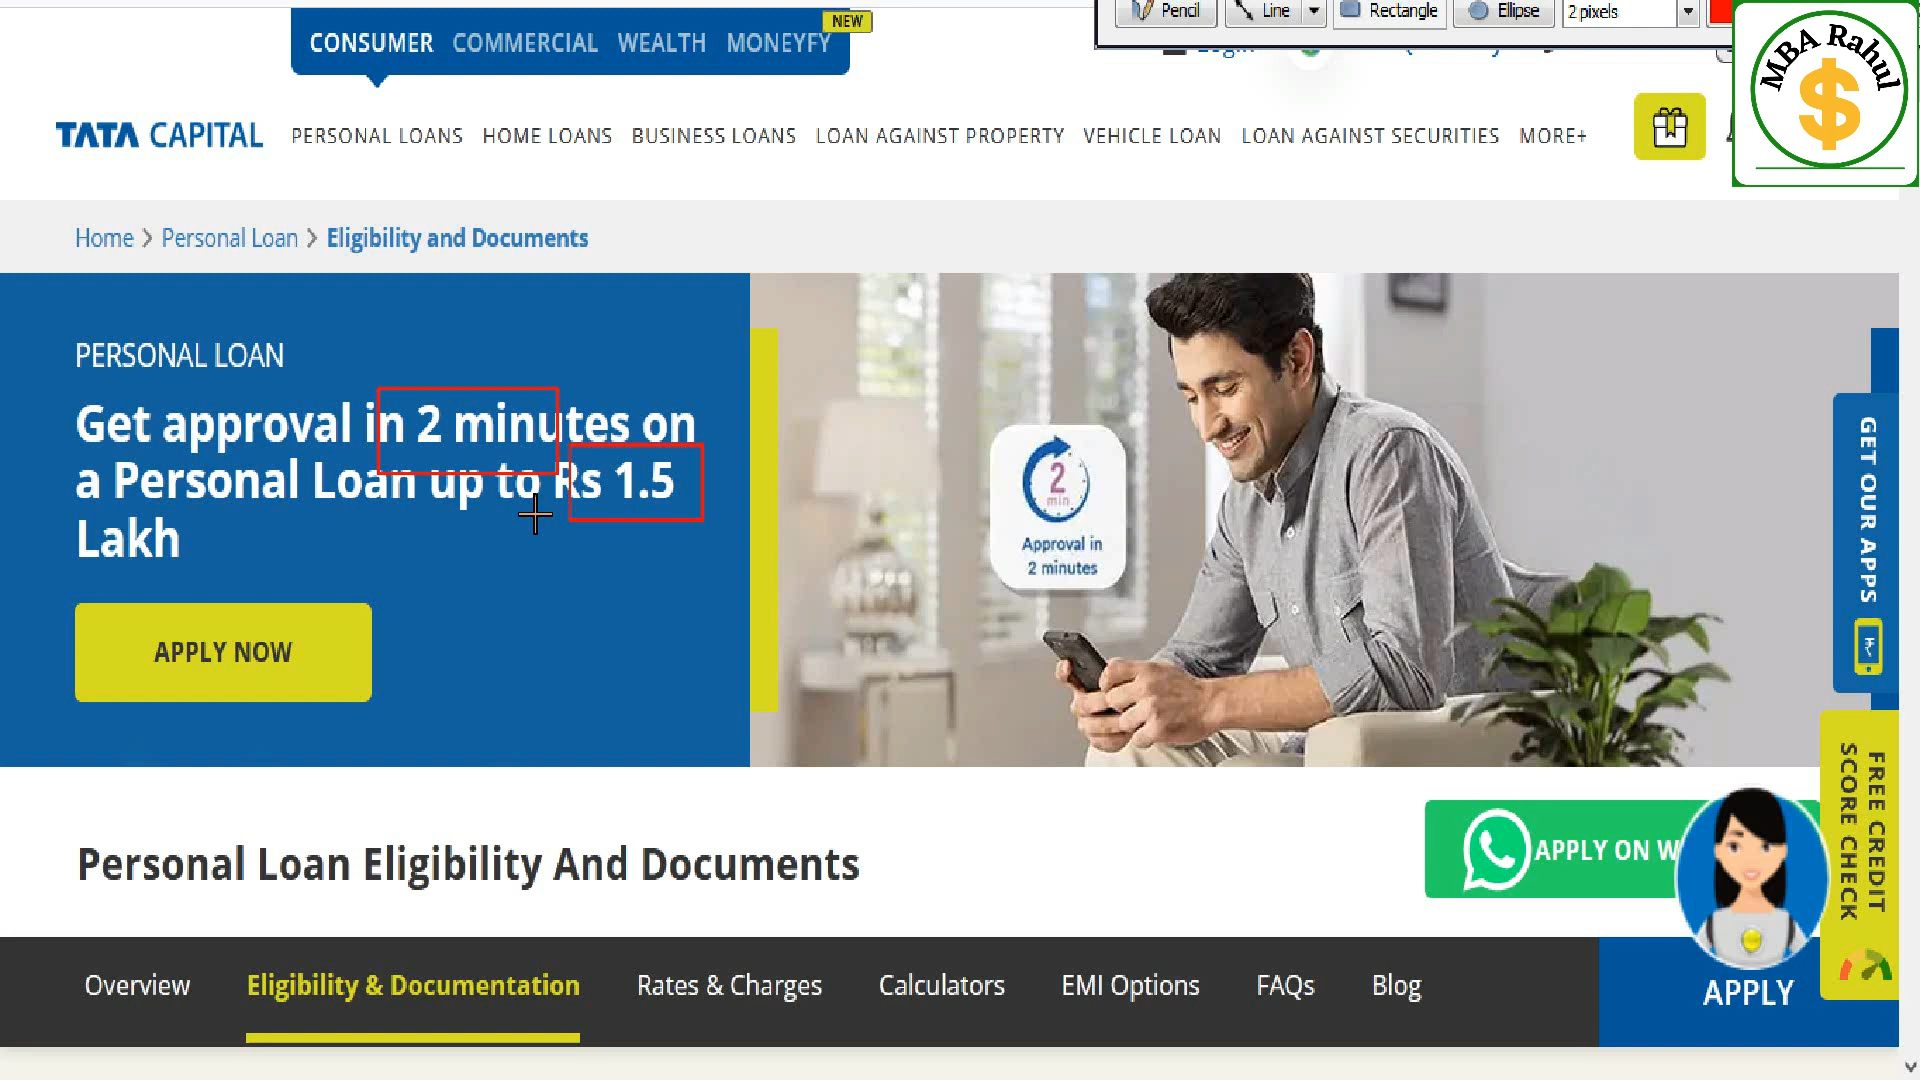 Pencil Line Rectangle Ellipse 2 pixels
NEW
CONSUMER COMMERCIAL WEALTH MONEYFY
Login
MBA Rahul
$
TATA CAPITAL PERSONAL LOANS HOME LOANS BUSINESS LOANS LOAN AGAINST PROPERTY VEHICLE LOAN LOAN AGAINST SECURITIES MORE+
Home > Personal Loan > Eligibility and Documents
PERSONAL LOAN
Get approval in 2 minutes on
a Personal Loan up to Rs 1.5
Lakh
APPLY NOW
2
min
Approval in
2 minutes
GET OUR APPS
FREE CREDIT
SCORE CHECK
Personal Loan Eligibility And Documents
APPLY ON W
Overview Eligibility & Documentation Rates & Charges Calculators EMI Options FAQs Blog
APPLY